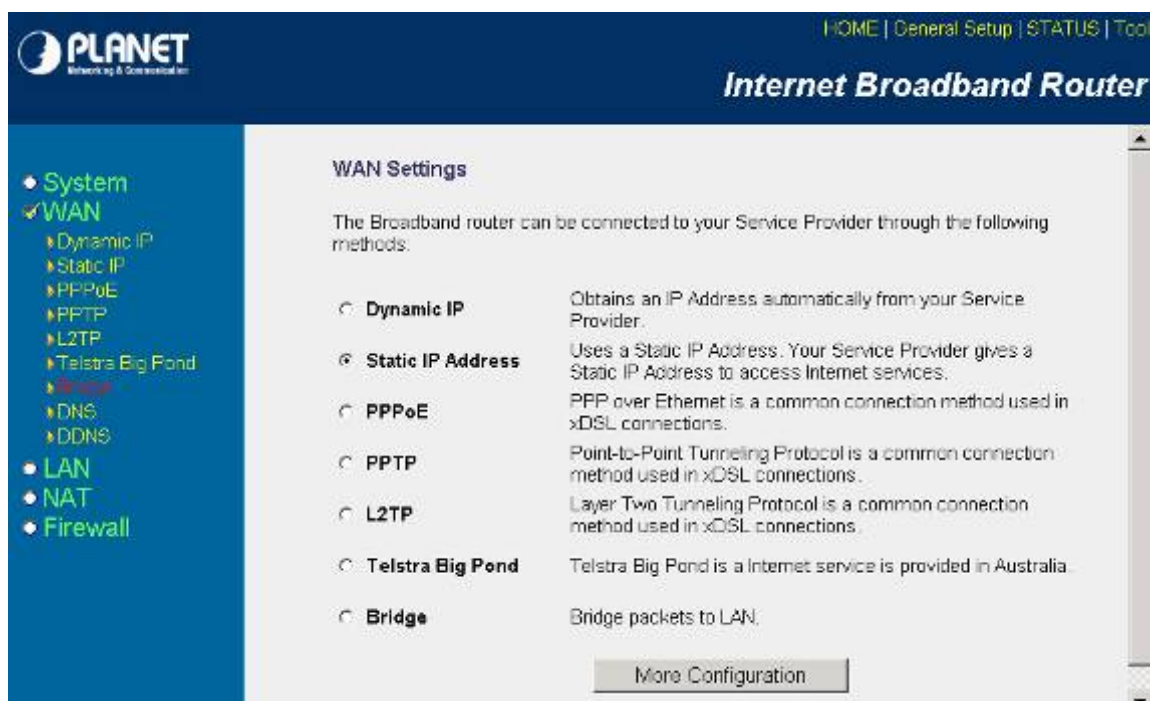 PLANET
Networking & Communication
HOME | General Setup | STATUS | Tool
Internet Broadband Router
System
WAN
Dynamic IP
Static IP
PPPoE
PPTP
L2TP
Telstra Big Pond
Bridge
DNS
DDNS
LAN
NAT
Firewall
WAN Settings
The Broadband router can be connected to your Service Provider through the following
methods:
Dynamic IP
Obtains an IP Address automatically from your Service
Provider.
Static IP Address
Uses a Static IP Address. Your Service Provider gives a
Static IP Address to access Internet services.
PPPoE
PPP over Ethernet is a common connection method used in
xDSL connections.
PPTP
Point-to-Point Tunneling Protocol is a common connection
method used in xDSL connections.
L2TP
Layer Two Tunneling Protocol is a common connection
method used in xDSL connections.
Telstra Big Pond
Telstra Big Pond is a Internet service is provided in Australia.
Bridge
Bridge packets to LAN.
More Configuration